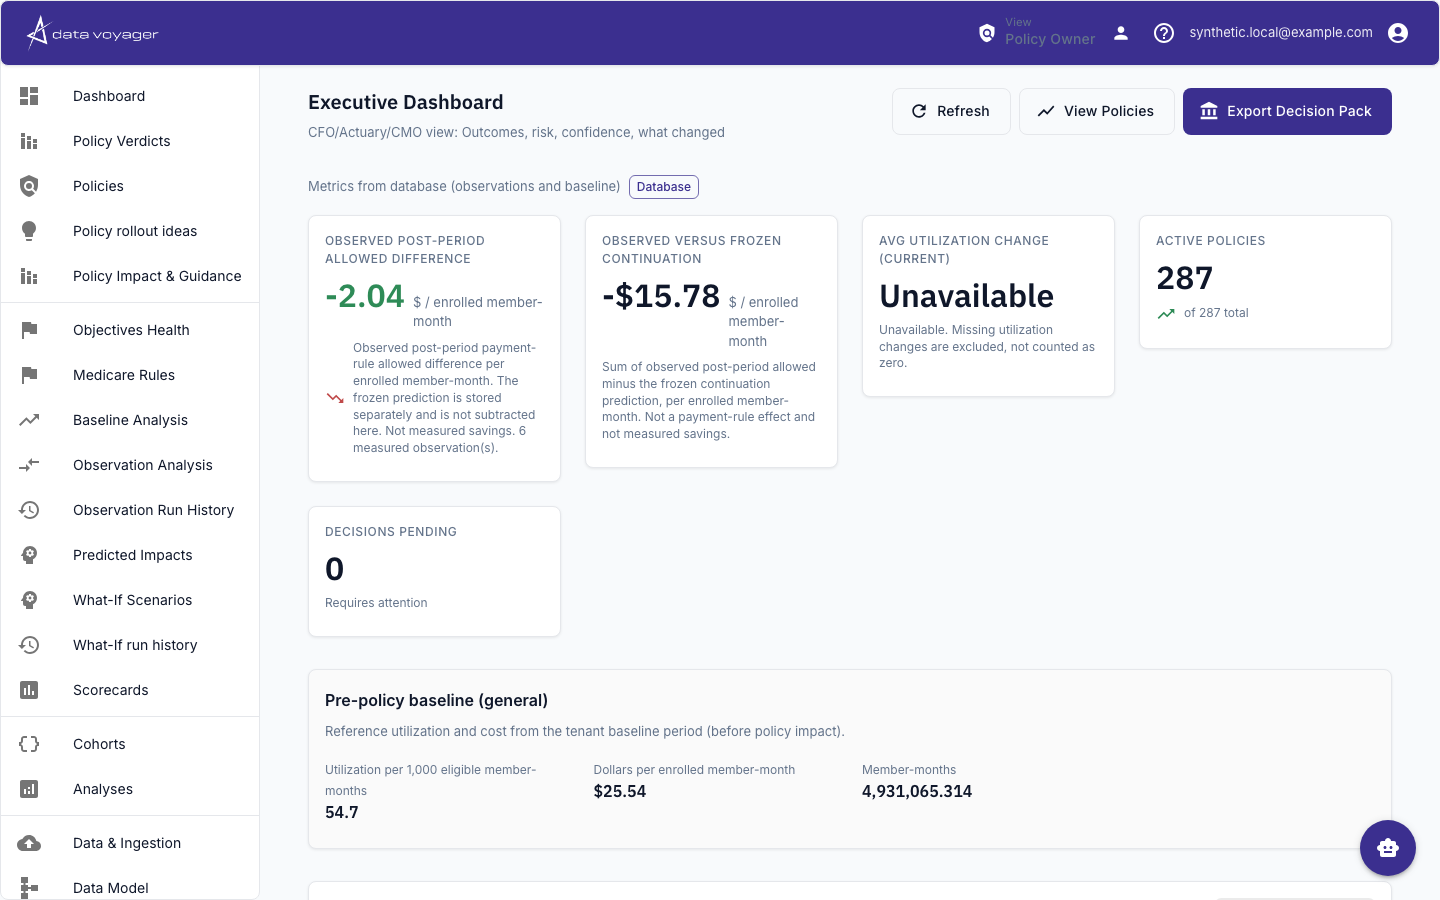 data voyager
View
Policy Owner
synthetic.local@example.com
Dashboard
Policy Verdicts
Policies
Policy rollout ideas
Policy Impact & Guidance
Objectives Health
Medicare Rules
Baseline Analysis
Observation Analysis
Observation Run History
Predicted Impacts
What-If Scenarios
What-If run history
Scorecards
Cohorts
Analyses
Data & Ingestion
Data Model
Executive Dashboard
CFO/Actuary/CMO view: Outcomes, risk, confidence, what changed
Refresh
View Policies
Export Decision Pack
Metrics from database (observations and baseline)
Database
OBSERVED POST-PERIOD
ALLOWED DIFFERENCE
-2.04
$ / enrolled member-
month
Observed post-period payment-
rule allowed difference per
enrolled member-month. The
frozen prediction is stored
separately and is not subtracted
here. Not measured savings. 6
measured observation(s).
OBSERVED VERSUS FROZEN
CONTINUATION
-$15.78
$ / enrolled
member-
month
Sum of observed post-period allowed
minus the frozen continuation
prediction, per enrolled member-
month. Not a payment-rule effect and
not measured savings.
AVG UTILIZATION CHANGE
(CURRENT)
Unavailable
Unavailable. Missing utilization
changes are excluded, not counted as
zero.
ACTIVE POLICIES
287
of 287 total
DECISIONS PENDING
0
Requires attention
Pre-policy baseline (general)
Reference utilization and cost from the tenant baseline period (before policy impact).
Utilization per 1,000 eligible member-
months
54.7
Dollars per enrolled member-month
$25.54
Member-months
4,931,065.314